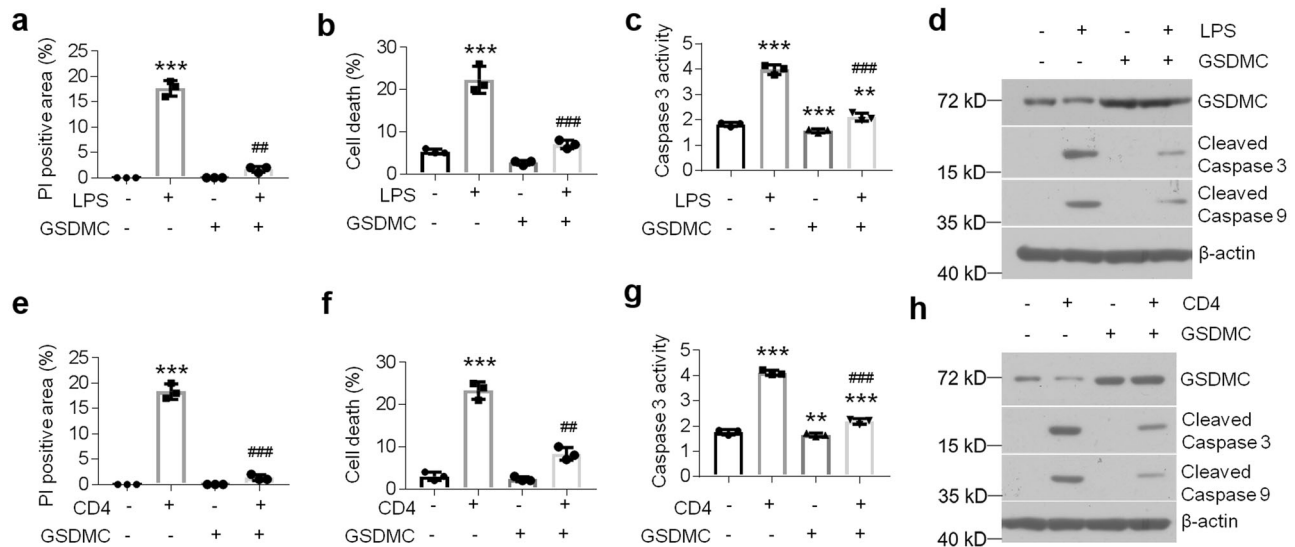 a
PI positive area (%)
25
20
15
10
5
0
***
##
LPS - + - +
GSDMC - - + +
b
Cell death (%)
30
20
10
0
***
###
LPS - + - +
GSDMC - - + +
c
Caspase 3 activity
5
4
3
2
1
0
***
***
###
**
LPS - + - +
GSDMC - - + +
d
- + - + LPS
- - + + GSDMC
72 kD GSDMC
Cleaved
Caspase 3
15 kD
Cleaved
Caspase 9
35 kD
β-actin
40 kD
e
PI positive area (%)
25
20
15
10
5
0
***
###
CD4 - + - +
GSDMC - - + +
f
Cell death (%)
30
20
10
0
***
##
CD4 - + - +
GSDMC - - + +
g
Caspase 3 activity
5
4
3
2
1
0
***
**
###
***
CD4 - + - +
GSDMC - - + +
h
- + - + CD4
- - + + GSDMC
72 kD GSDMC
Cleaved
Caspase 3
15 kD
Cleaved
Caspase 9
35 kD
β-actin
40 kD